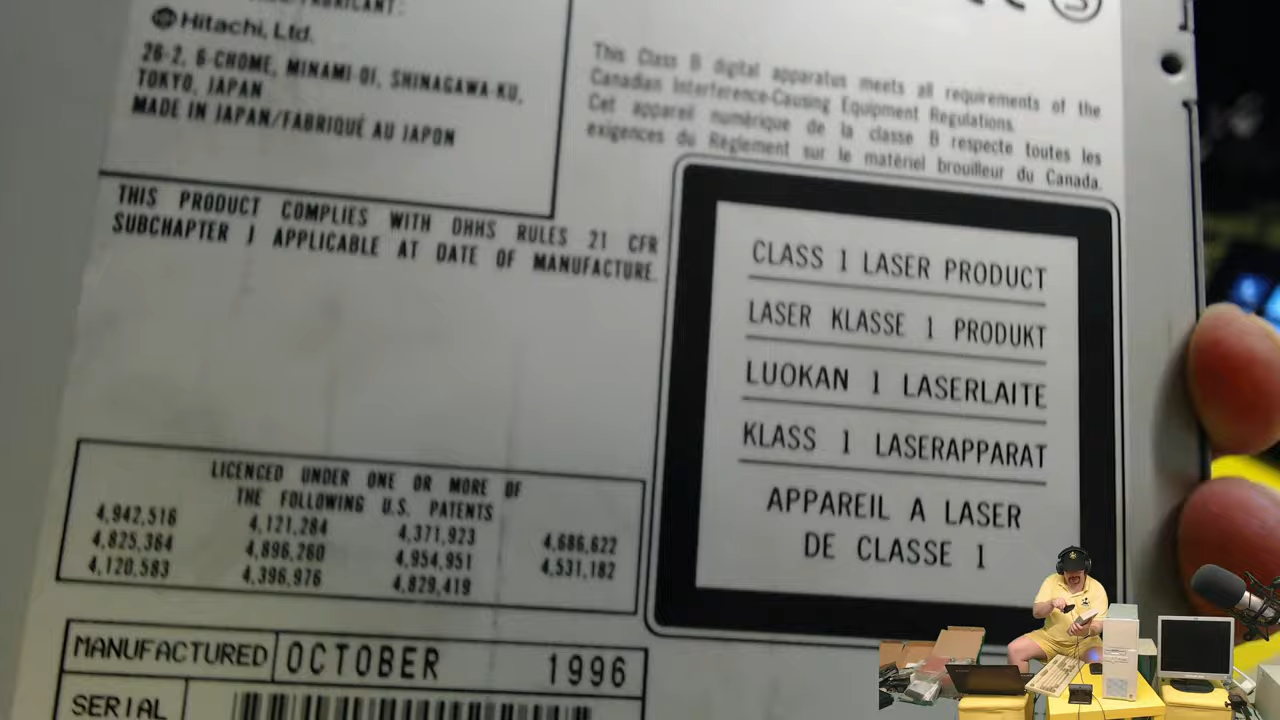 Hitachi, Ltd.
26-2, 6-CHOME, MINAMI-OI, SHINAGAWA-KU,
TOKYO, JAPAN
MADE IN JAPAN/FABRIQUÉ AU JAPON
This Class B digital apparatus meets all requirements of the
Canadian Interference-Causing Equipment Regulations.
Cet appareil numérique de la classe B respecte toutes les
exigences du Règlement sur le matériel brouilleur du Canada.
THIS PRODUCT COMPLIES WITH DHHS RULES 21 CFR
SUBCHAPTER J APPLICABLE AT DATE OF MANUFACTURE.
CLASS 1 LASER PRODUCT
LASER KLASSE 1 PRODUKT
LUOKAN 1 LASERLAITE
KLASS 1 LASERAPPARAT
APPAREIL A LASER
DE CLASSE 1
LICENCED UNDER ONE OR MORE OF
THE FOLLOWING U.S. PATENTS
4,942,516 4,121,284 4,371,923 4,686,622
4,825,364 4,896,260 4,954,951 4,531,182
4,120,583 4,396,976 4,829,419
MANUFACTURED OCTOBER 1996
SERIAL